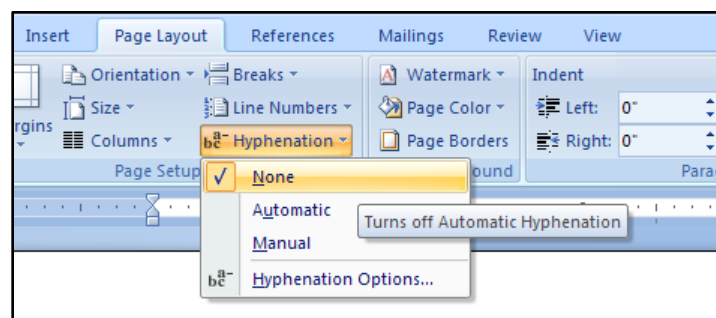 Insert Page Layout References Mailings Review View
Orientation Breaks Watermark Indent
Size Line Numbers Page Color Left: 0"
rgins Columns Hyphenation Page Borders Right: 0"
Page Setup ound Para
None
Automatic
Turns off Automatic Hyphenation
Manual
Hyphenation Options...